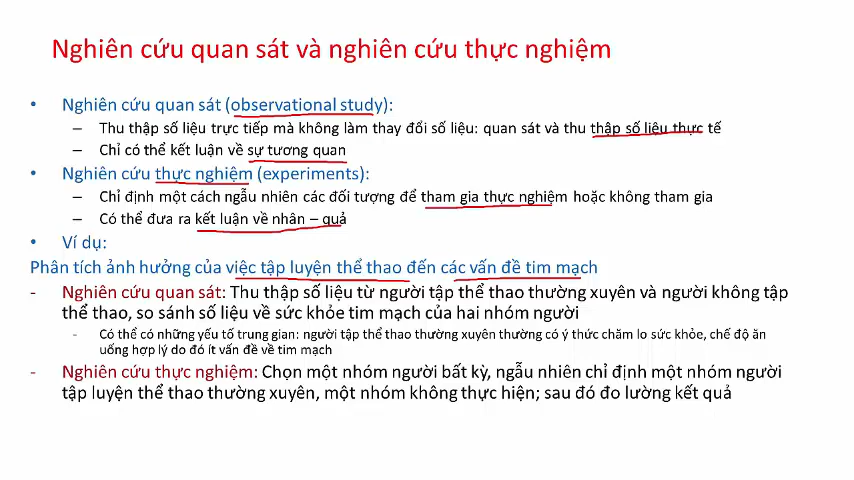 Nghiên cứu quan sát và nghiên cứu thực nghiệm
• Nghiên cứu quan sát (observational study):
– Thu thập số liệu trực tiếp mà không làm thay đổi số liệu: quan sát và thu thập số liệu thực tế
– Chỉ có thể kết luận về sự tương quan
• Nghiên cứu thực nghiệm (experiments):
– Chỉ định một cách ngẫu nhiên các đối tượng để tham gia thực nghiệm hoặc không tham gia
– Có thể đưa ra kết luận về nhân – quả
• Ví dụ:
Phân tích ảnh hưởng của việc tập luyện thể thao đến các vấn đề tim mạch
- Nghiên cứu quan sát: Thu thập số liệu từ người tập thể thao thường xuyên và người không tập
thể thao, so sánh số liệu về sức khỏe tim mạch của hai nhóm người
- Có thể có những yếu tố trung gian: người tập thể thao thường xuyên thường có ý thức chăm lo sức khỏe, chế độ ăn
uống hợp lý do đó ít vấn đề về tim mạch
- Nghiên cứu thực nghiệm: Chọn một nhóm người bất kỳ, ngẫu nhiên chỉ định một nhóm người
tập luyện thể thao thường xuyên, một nhóm không thực hiện; sau đó đo lường kết quả